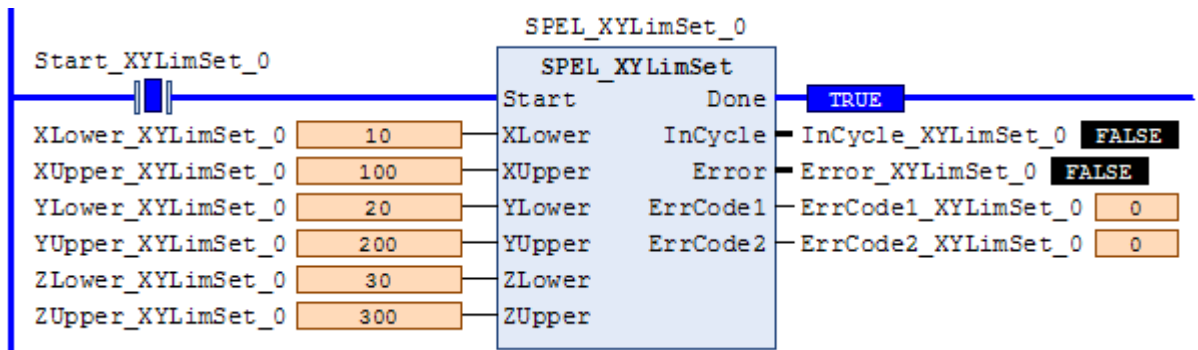 SPEL_XYLimSet_0
Start_XYLimSet_0 SPEL_XYLimSet
Start Done TRUE
XLower_XYLimSet_0 10 XLower InCycle InCycle_XYLimSet_0 FALSE
XUpper_XYLimSet_0 100 XUpper Error Error_XYLimSet_0 FALSE
YLower_XYLimSet_0 20 YLower ErrCode1 ErrCode1_XYLimSet_0 0
YUpper_XYLimSet_0 200 YUpper ErrCode2 ErrCode2_XYLimSet_0 0
ZLower_XYLimSet_0 30 ZLower
ZUpper_XYLimSet_0 300 ZUpper